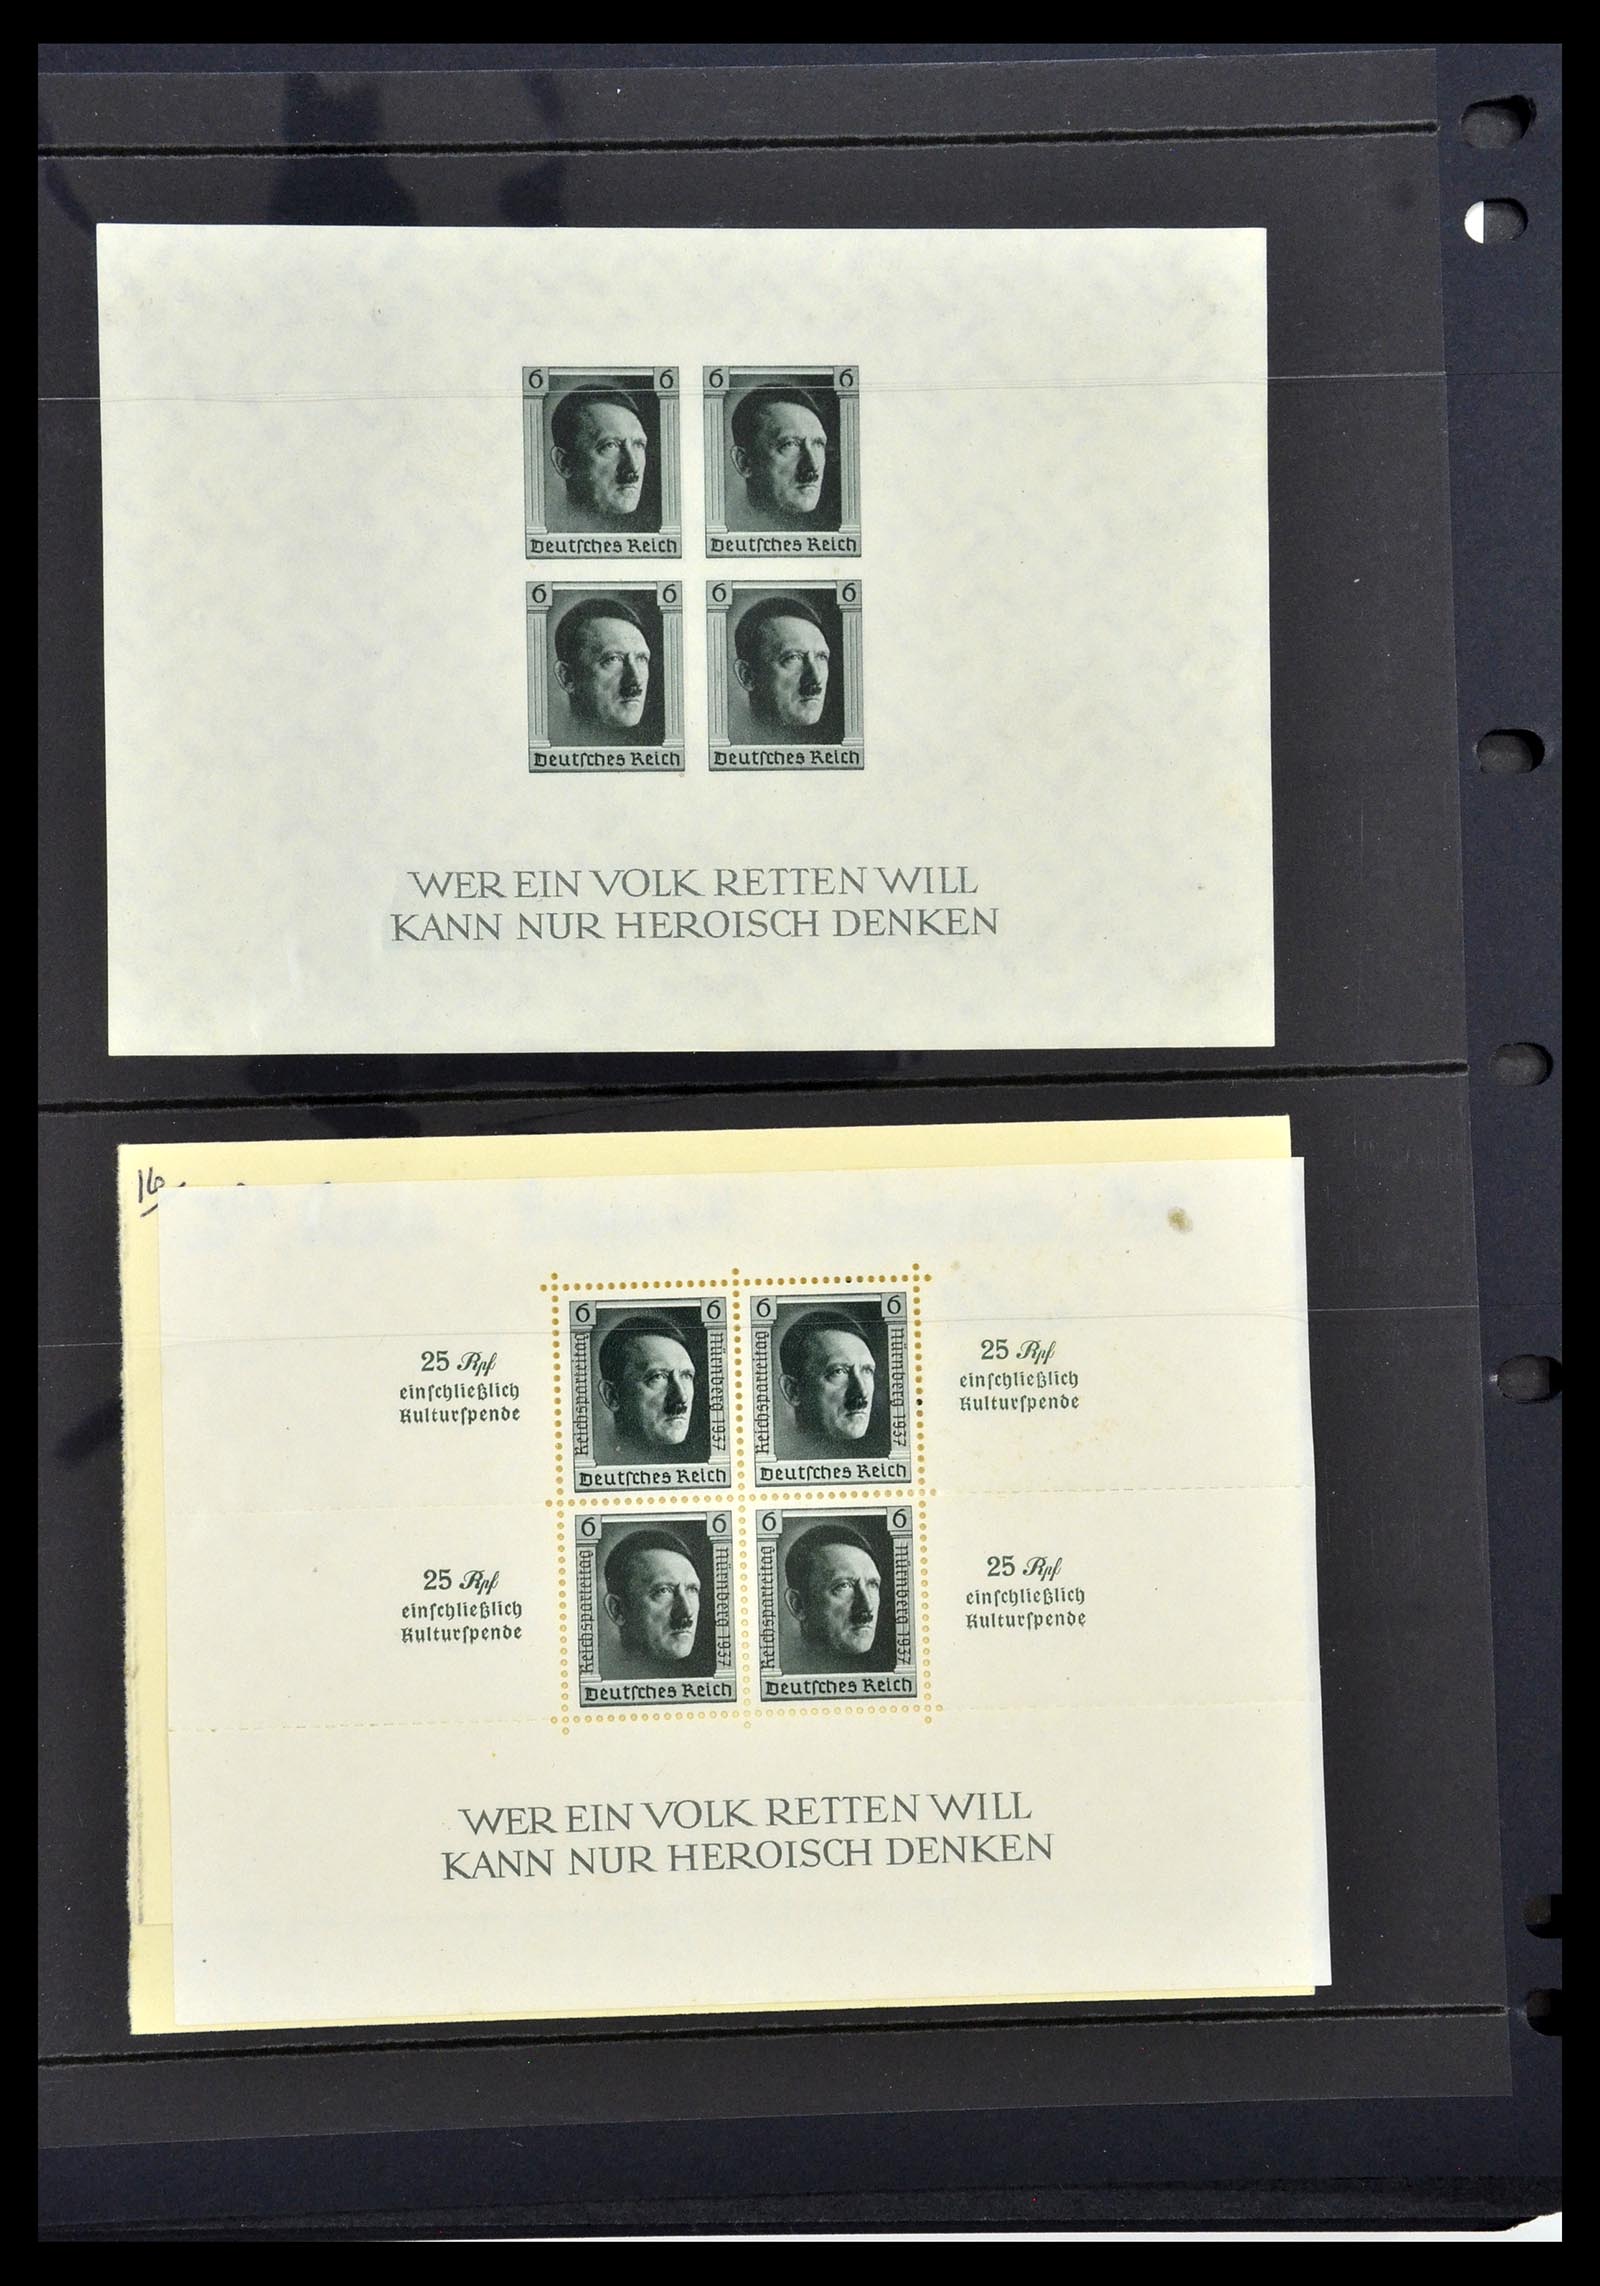 6 6 6 6
Deutſches Reich Deutſches Reich
6 6 6 6
Deutſches Reich Deutſches Reich
WER EIN VOLK RETTEN WILL
KANN NUR HEROISCH DENKEN
16
6 6 6 6
Reichsparteitag Nürnberg 1937 Reichsparteitag Nürnberg 1937
25 Rpf
einſchließlich
Kulturſpende
25 Rpf
einſchließlich
Kulturſpende
Deutſches Reich Deutſches Reich
6 6 6 6
Reichsparteitag Nürnberg 1937 Reichsparteitag Nürnberg 1937
25 Rpf
einſchließlich
Kulturſpende
25 Rpf
einſchließlich
Kulturſpende
Deutſches Reich Deutſches Reich
WER EIN VOLK RETTEN WILL
KANN NUR HEROISCH DENKEN